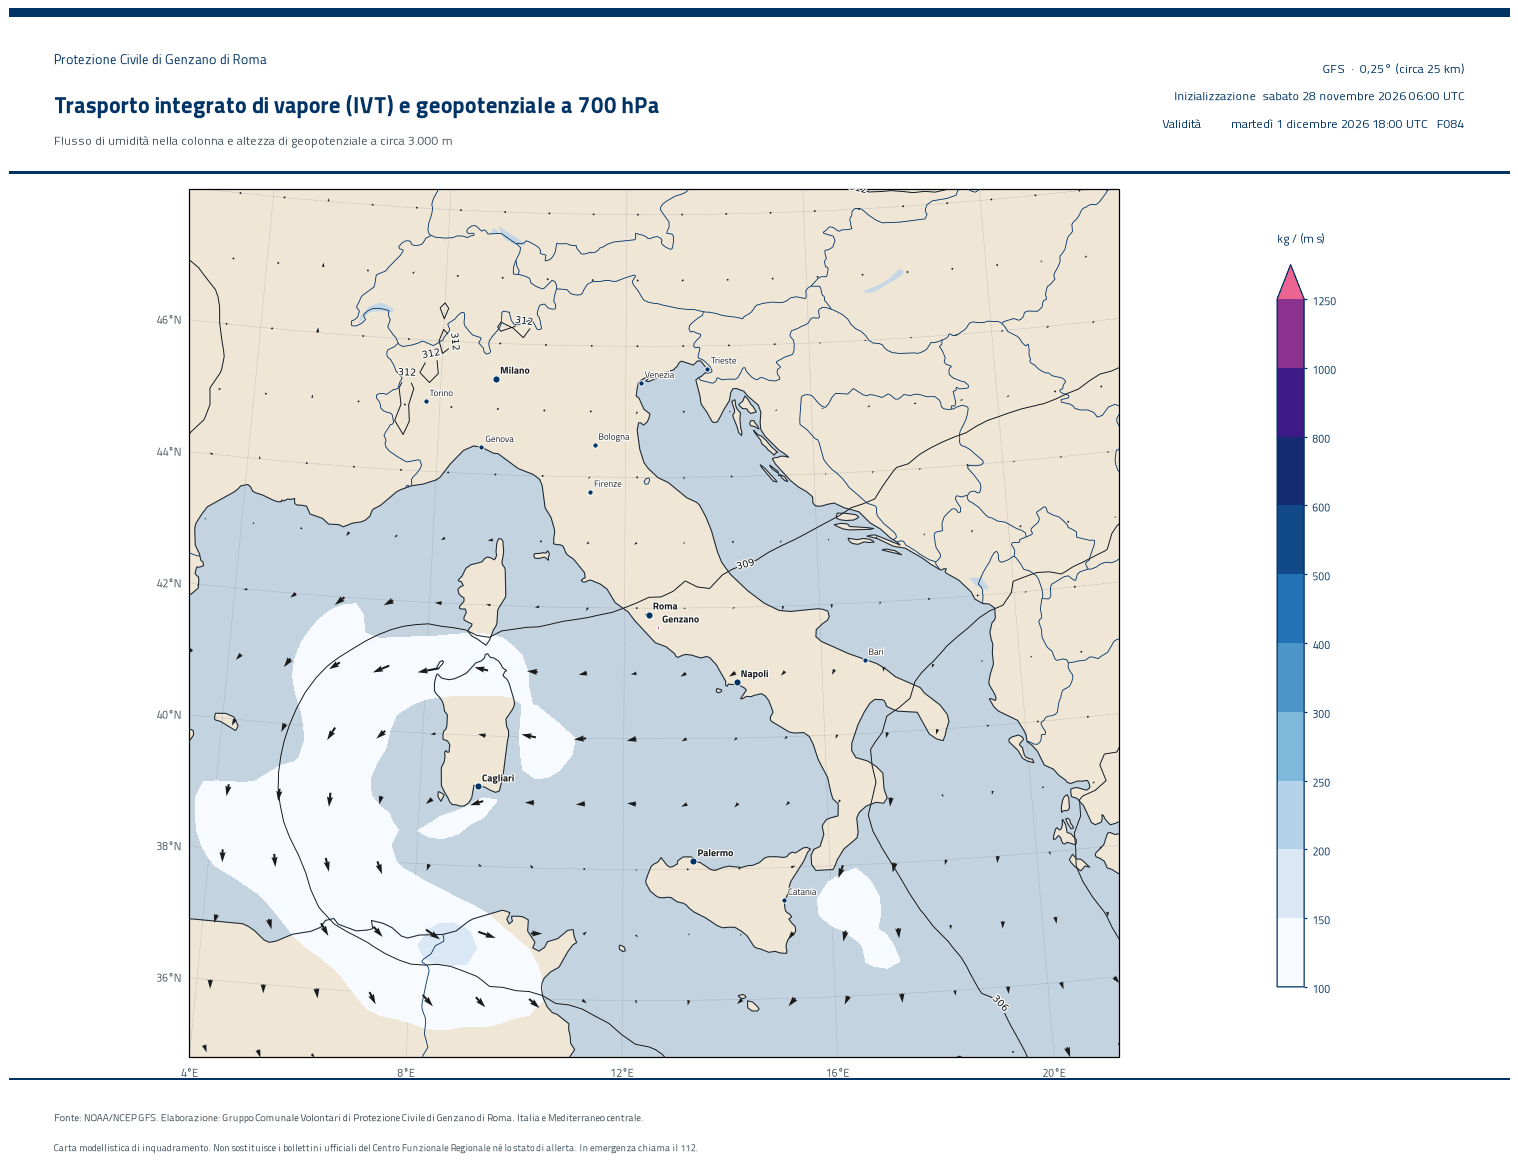 Protezione Civile di Genzano di Roma
Trasporto integrato di vapore (IVT) e geopotenziale a 700 hPa
Flusso di umidità nella colonna e altezza di geopotenziale a circa 3.000 m
GFS · 0,25° (circa 25 km)
Inizializzazione sabato 28 novembre 2026 06:00 UTC
Validità martedì 1 dicembre 2026 18:00 UTC F084
kg / (m s)
1250
1000
800
600
500
400
300
250
200
150
100
46°N
44°N
42°N
40°N
38°N
36°N
4°E
8°E
12°E
16°E
20°E
312
312
312
312
309
306
Milano
Torino
Venezia
Trieste
Genova
Bologna
Firenze
Roma
Genzano
Napoli
Bari
Cagliari
Palermo
Catania
Fonte: NOAA/NCEP GFS. Elaborazione: Gruppo Comunale Volontari di Protezione Civile di Genzano di Roma. Italia e Mediterraneo centrale.
Carta modellistica di inquadramento. Non sostituisce i bollettini ufficiali del Centro Funzionale Regionale né lo stato di allerta. In emergenza chiama il 112.